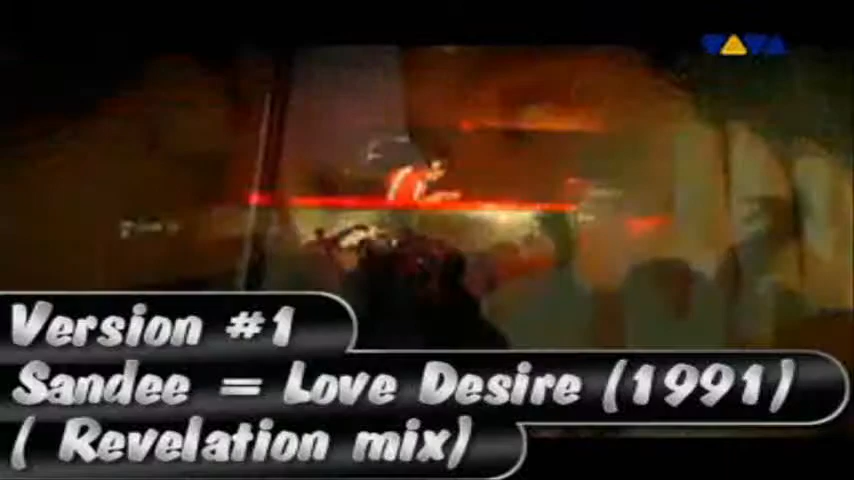 VIVA
Version #1
Sandee = Love Desire (1991)
( Revelation mix)